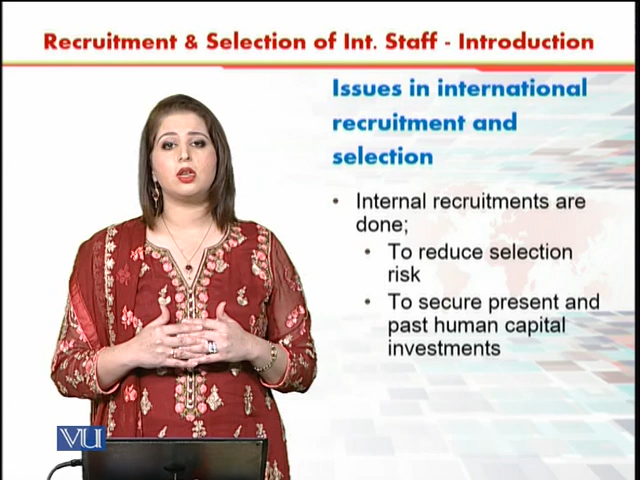 Recruitment & Selection of Int. Staff - Introduction
Issues in international
recruitment and
selection
• Internal recruitments are
done;
• To reduce selection
risk
• To secure present and
past human capital
investments
VU